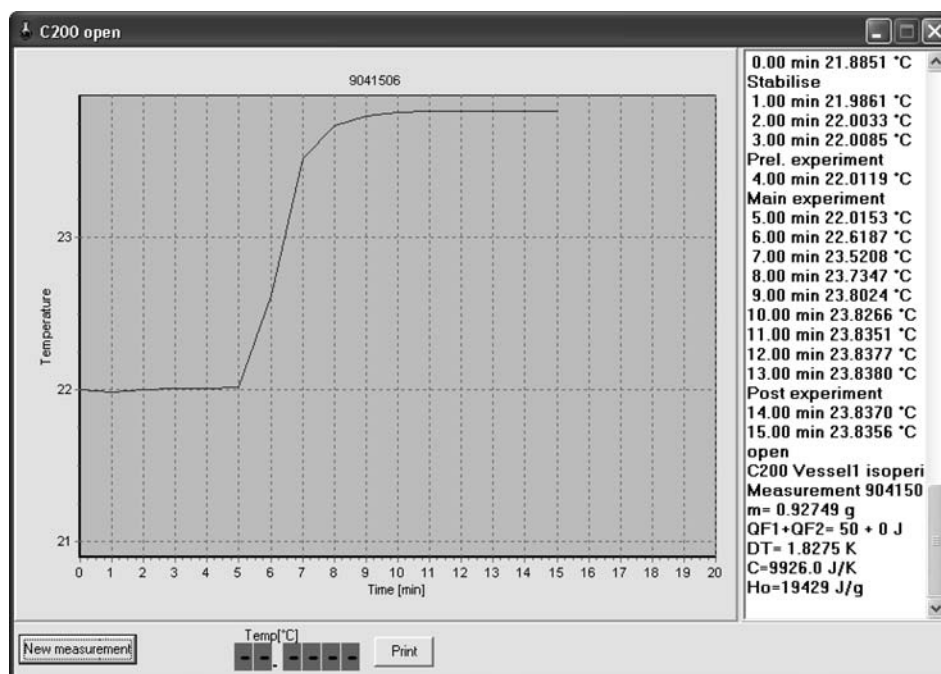 C200 open
9041506
Temperature
23
22
21
0 1 2 3 4 5 6 7 8 9 10 11 12 13 14 15 16 17 18 19 20
Time [min]
0.00 min 21.8851 °C
Stabilise
1.00 min 21.9861 °C
2.00 min 22.0033 °C
3.00 min 22.0085 °C
Prel. experiment
4.00 min 22.0119 °C
Main experiment
5.00 min 22.0153 °C
6.00 min 22.6187 °C
7.00 min 23.5208 °C
8.00 min 23.7347 °C
9.00 min 23.8024 °C
10.00 min 23.8266 °C
11.00 min 23.8351 °C
12.00 min 23.8377 °C
13.00 min 23.8380 °C
Post experiment
14.00 min 23.8370 °C
15.00 min 23.8356 °C
open
C200 Vessel1 isoperi
Measurement 904150
m= 0.92749 g
QF1+QF2= 50 + 0 J
DT= 1.8275 K
C=9926.0 J/K
Ho=19429 J/g
New measurement
Temp[°C]
--.----
Print